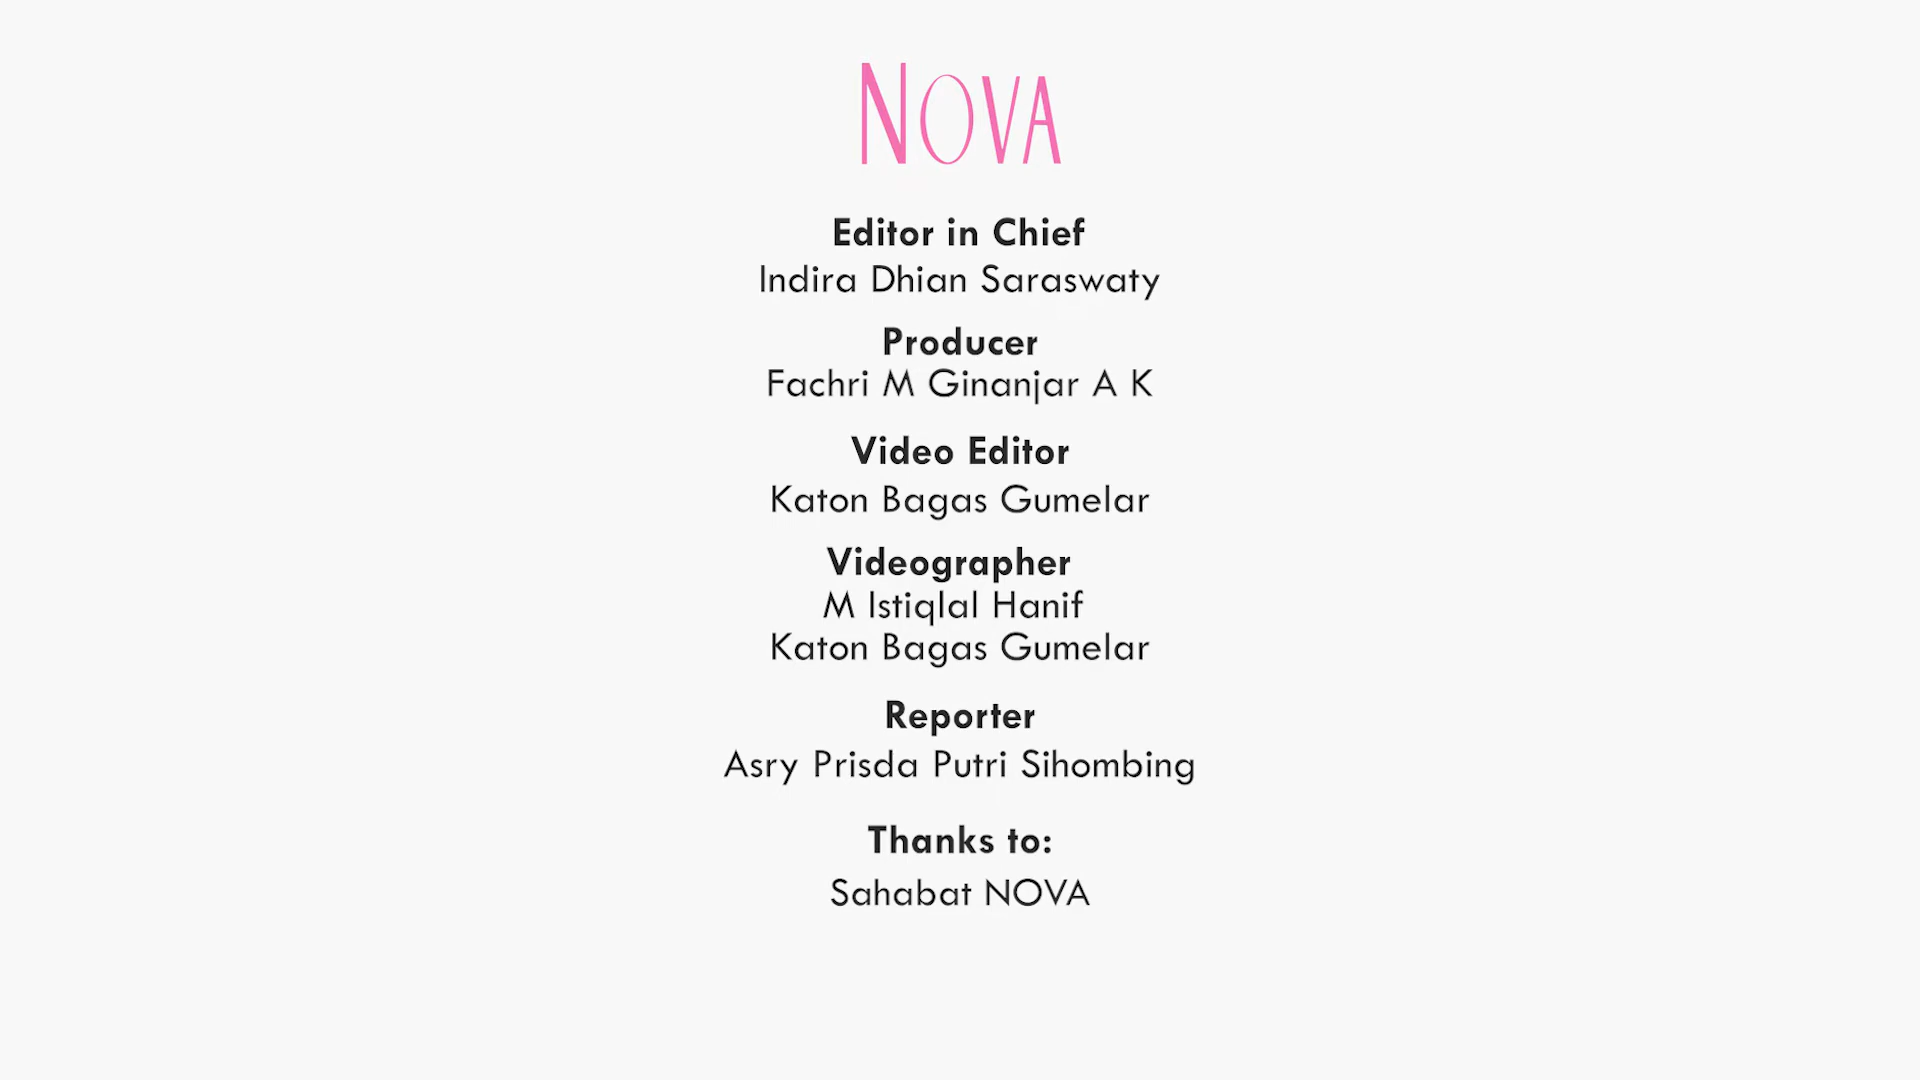 NOVA
Editor in Chief
Indira Dhian Saraswaty
Producer
Fachri M Ginanjar A K
Video Editor
Katon Bagas Gumelar
Videographer
M Istiqlal Hanif
Katon Bagas Gumelar
Reporter
Asry Prisda Putri Sihombing
Thanks to:
Sahabat NOVA